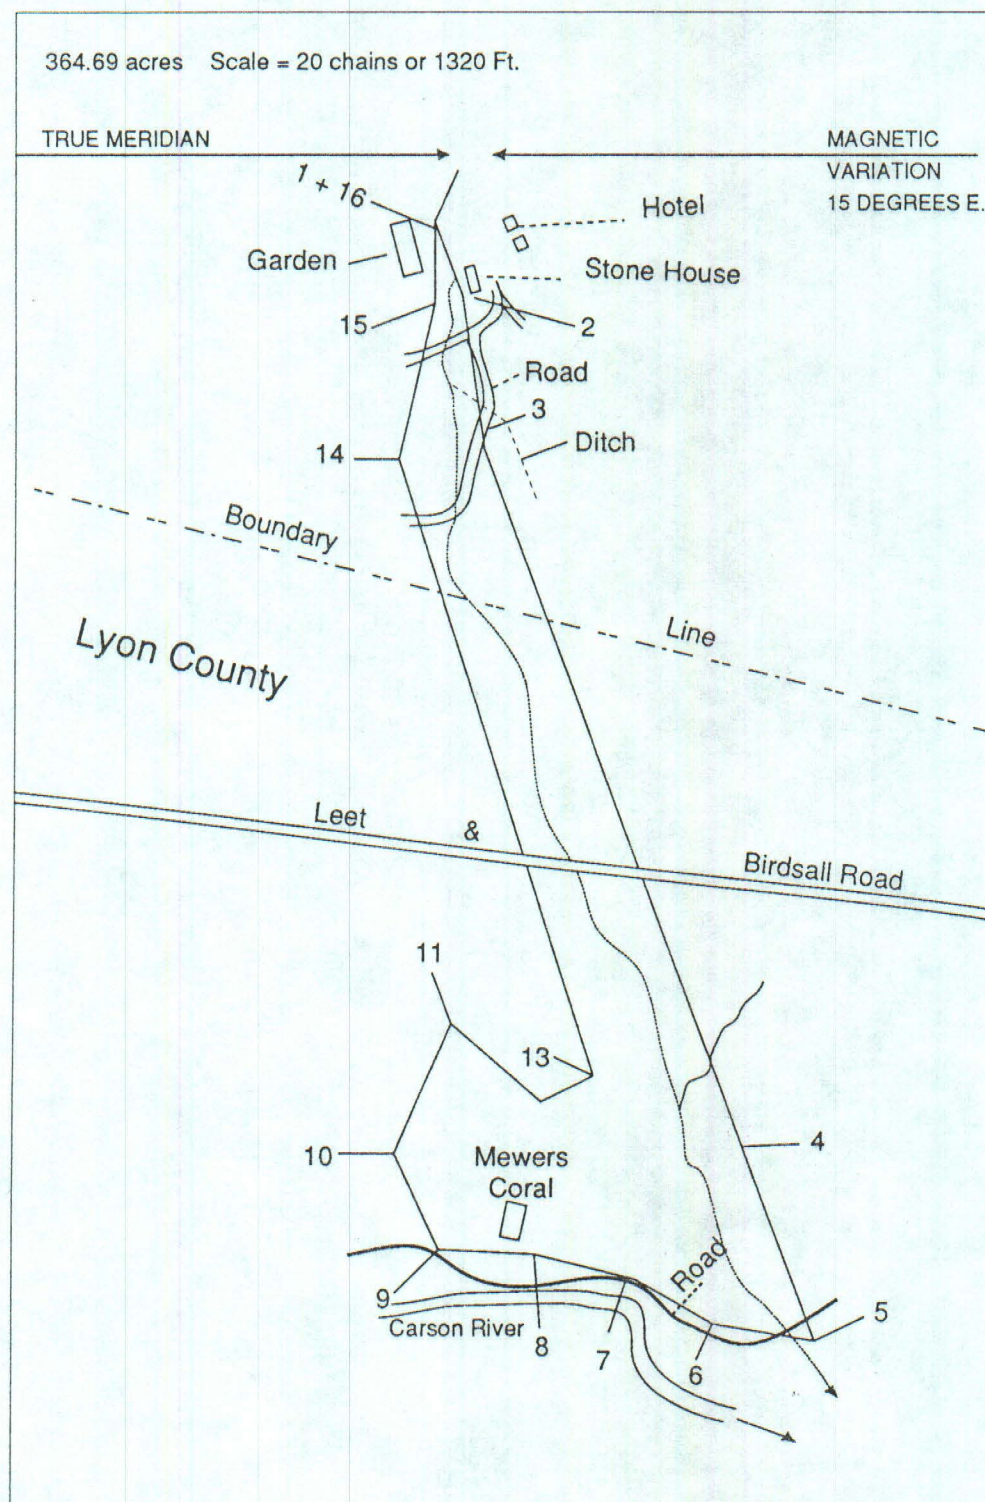 364.69 acres Scale = 20 chains or 1320 Ft.
TRUE MERIDIAN
MAGNETIC
VARIATION
15 DEGREES E.
1 + 16
Hotel
Garden
Stone House
15
2
Road
3
14
Ditch
Boundary
Line
Lyon County
Leet & Birdsall Road
11
13
10
4
Mewers
Coral
Road
9
5
Carson River
8
7
6